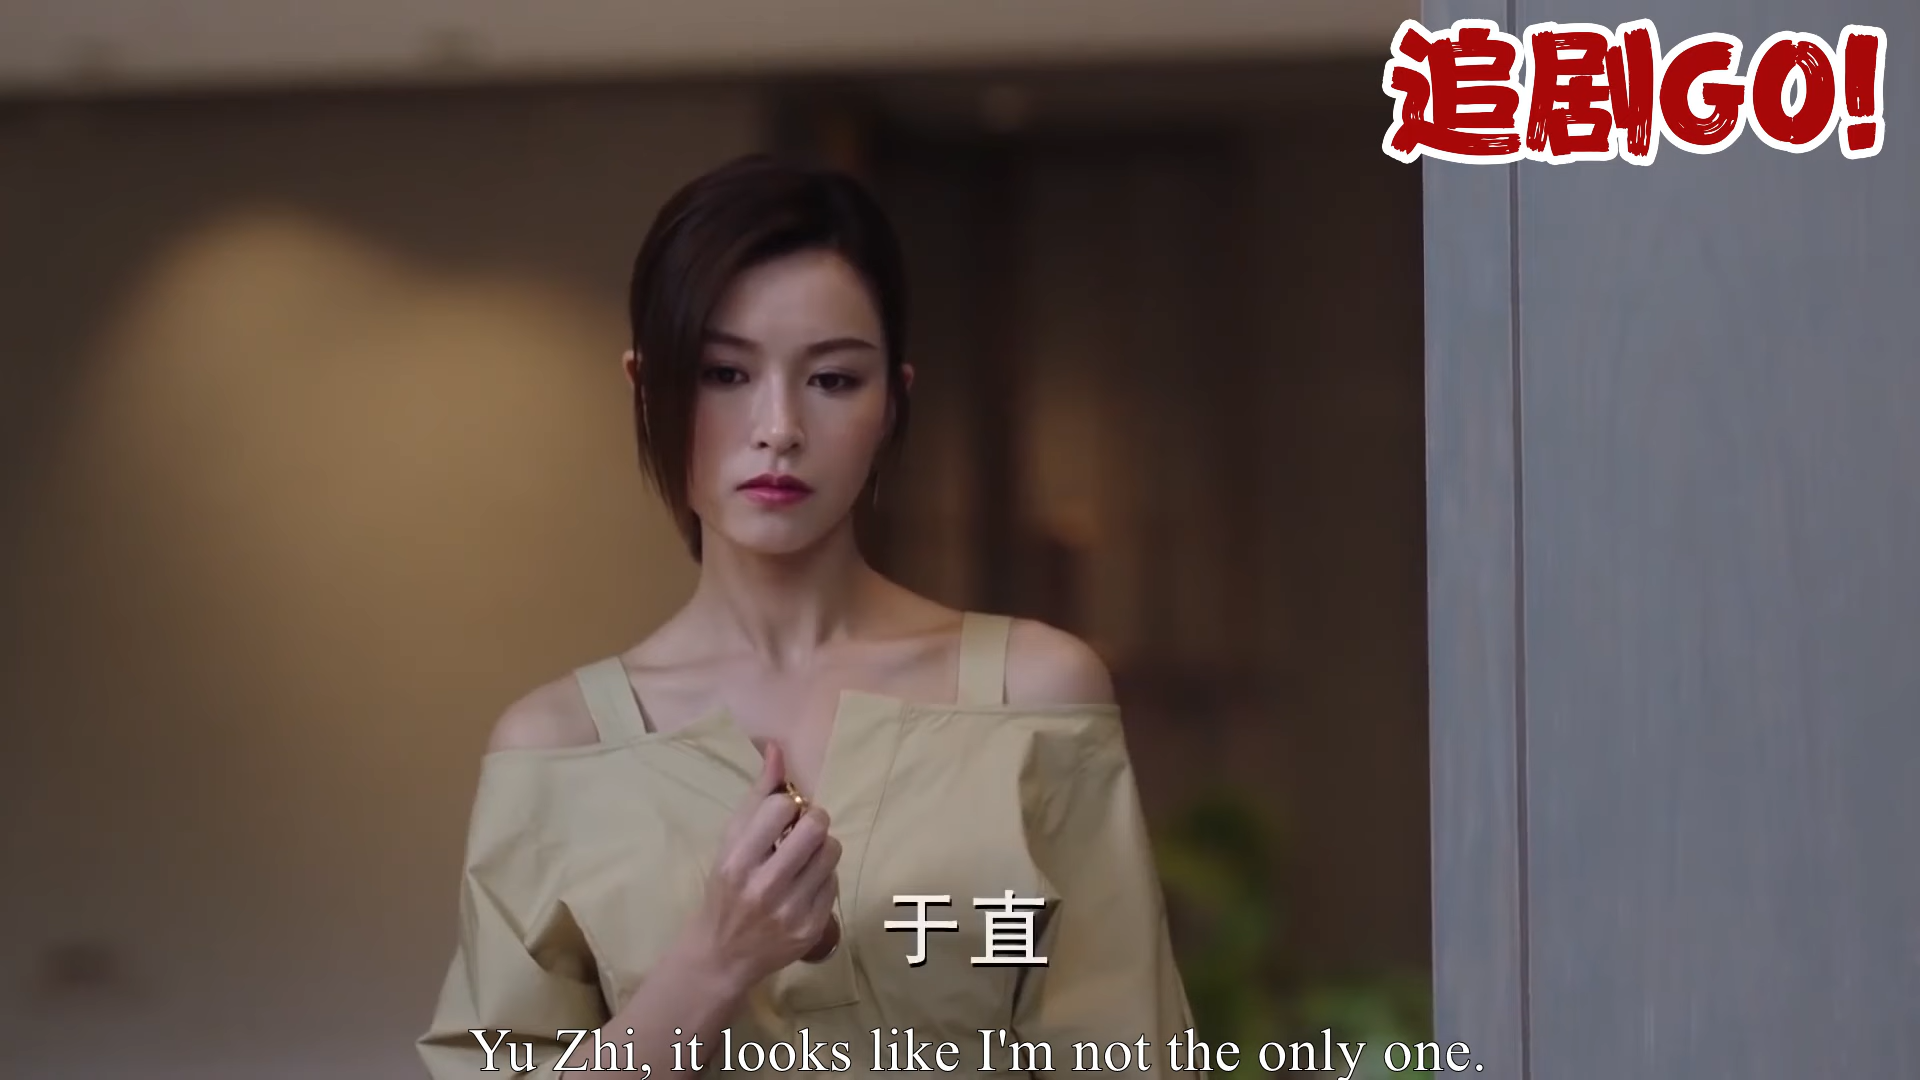 追剧GO!
于直
Yu Zhi, it looks like I'm not the only one.